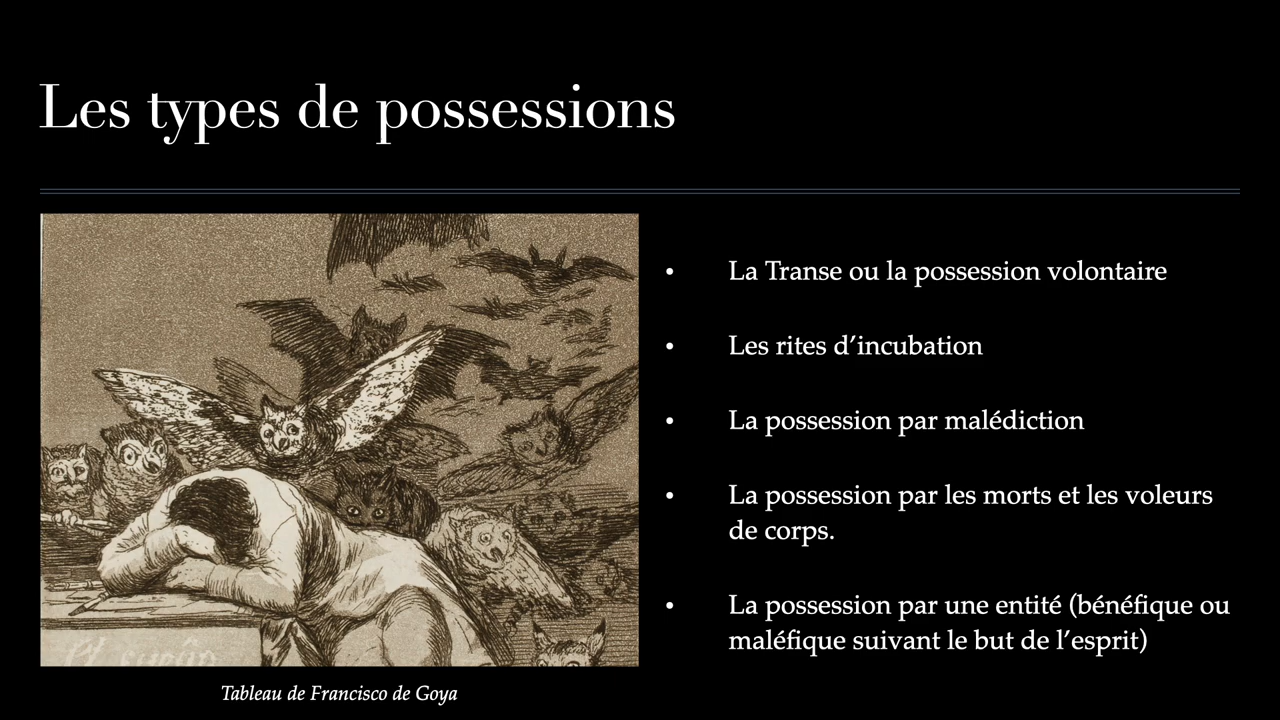 Les types de possessions
• La Transe ou la possession volontaire
• Les rites d’incubation
• La possession par malédiction
• La possession par les morts et les voleurs
de corps.
• La possession par une entité (bénéfique ou
maléfique suivant le but de l’esprit)
Tableau de Francisco de Goya